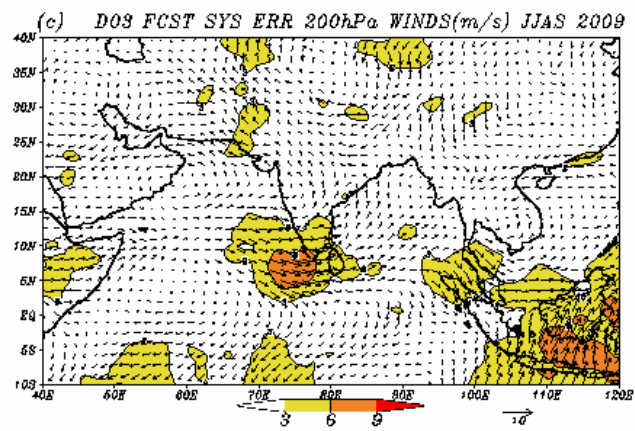 (c) D03 FCST SYS ERR 200hPa WINDS(m/s) JJAS 2009
40N
35N
30N
25N
20N
15N
10N
5N
EQ
5S
10S
40E 50E 60E 70E 80E 90E 100E 110E 120E
3 6 9
10